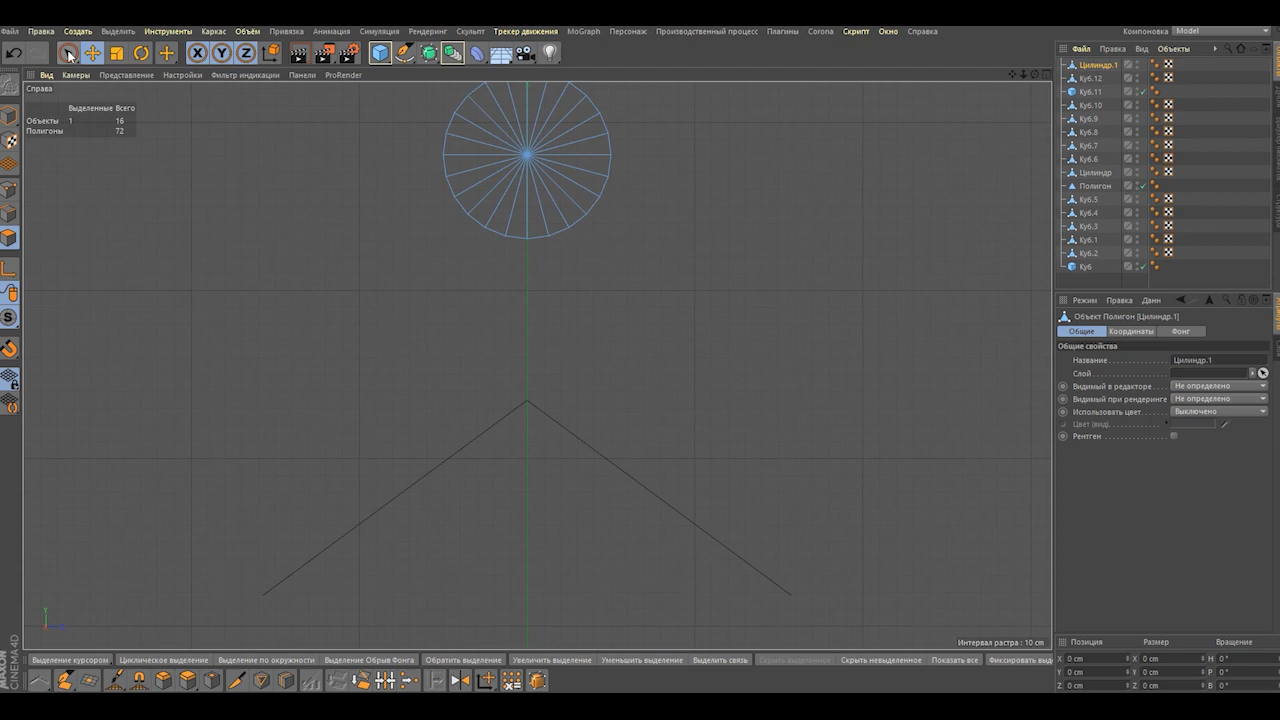 Файл Правка Создать Выделить Инструменты Каркас Объём Привязка Анимация Симуляция Рендеринг Скульпт Трекер движения MoGraph Персонаж Производственный процесс Плагины Corona Скрипт Окно Справка Компоновка Model
X Y Z
Файл Правка Вид Объекты
Вид Камеры Представление Настройки Фильтр индикации Панели ProRender
Справа
Выделенные Всего
Объекты 1 16
Полигоны 72
Цилиндр.1
Куб.12
Куб.11
Куб.10
Куб.9
Куб.8
Куб.7
Куб.6
Цилиндр
Полигон
Куб.5
Куб.4
Куб.3
Куб.1
Куб.2
Куб
Режим Правка Данн
Объект Полигон [Цилиндр.1]
Общие Координаты Фонг
Общие свойства
Название Цилиндр.1
Слой
Видимый в редакторе Не определено
Видимый при рендеринге Не определено
Использовать цвет Выключено
Цвет (вид)
Рентген
Y
S
Интервал растра : 10 cm
Позиция Размер Вращение
X 0 cm X 0 cm H 0 °
Y 0 cm Y 0 cm P 0 °
Z 0 cm Z 0 cm B 0 °
Выделение курсором Циклическое выделение Выделение по окружности Выделение Обрыв Фонга Обратить выделение Увеличить выделение Уменьшить выделение Выделить связь Скрыть выделенное Скрыть невыделенное Показать все Фиксировать выд
MAXON
CINEMA 4D